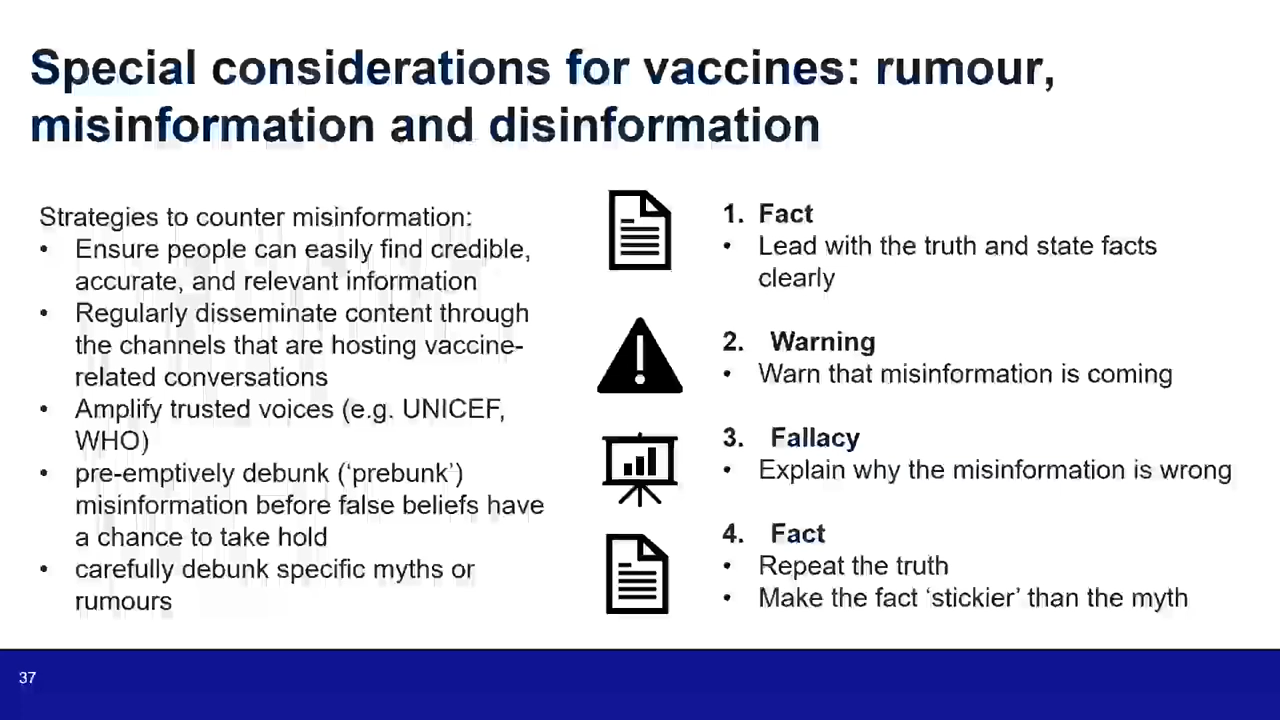 Special considerations for vaccines: rumour,
misinformation and disinformation
Strategies to counter misinformation:
• Ensure people can easily find credible,
accurate, and relevant information
• Regularly disseminate content through
the channels that are hosting vaccine-
related conversations
• Amplify trusted voices (e.g. UNICEF,
WHO)
• pre-emptively debunk (‘prebunk’)
misinformation before false beliefs have
a chance to take hold
• carefully debunk specific myths or
rumours
1. Fact
• Lead with the truth and state facts
clearly
2. Warning
• Warn that misinformation is coming
3. Fallacy
• Explain why the misinformation is wrong
4. Fact
• Repeat the truth
• Make the fact ‘stickier’ than the myth
37